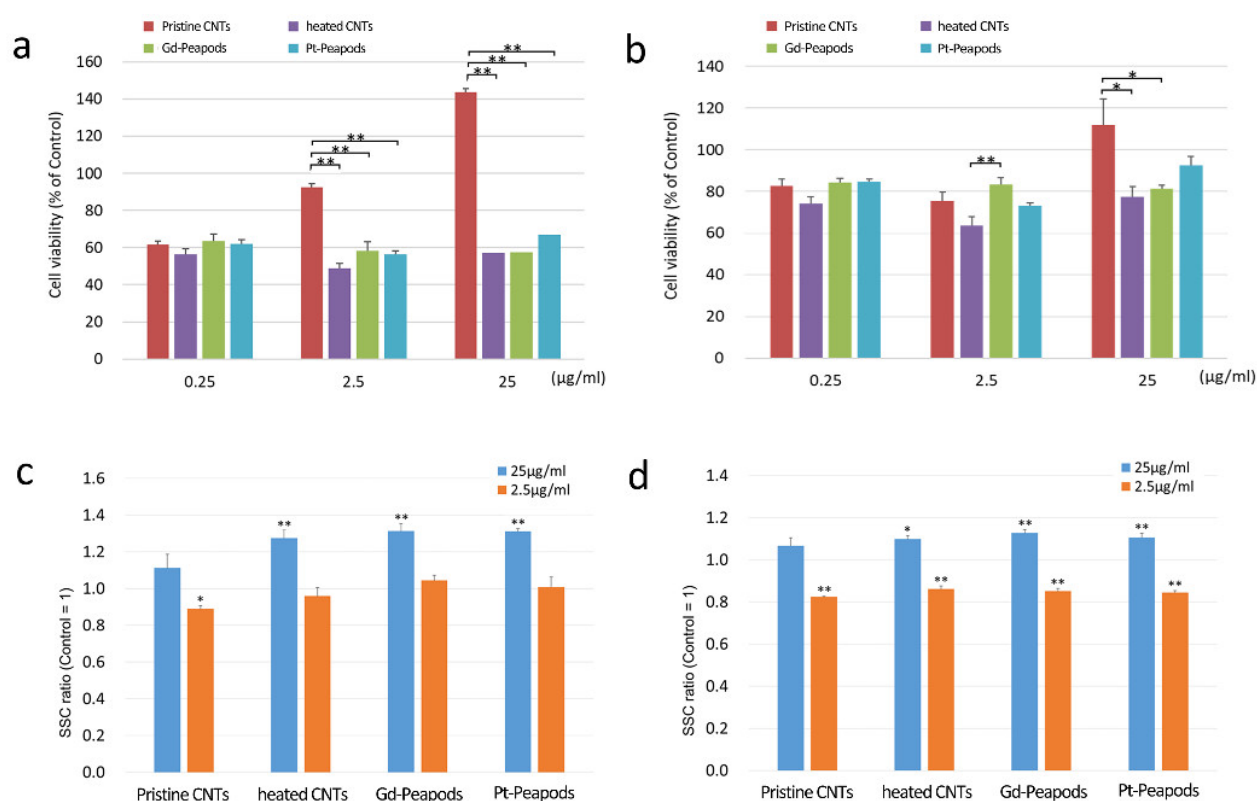 a
Pristine CNTs
heated CNTs
Gd-Peapods
Pt-Peapods
Cell viability (% of Control)
160
140
120
100
80
60
40
20
0
**
**
**
**
**
**
0.25
2.5
25
(µg/ml)
b
Pristine CNTs
heated CNTs
Gd-Peapods
Pt-Peapods
Cell viability (% of Control)
140
120
100
80
60
40
20
0
**
*
*
0.25
2.5
25
(µg/ml)
c
25µg/ml
2.5µg/ml
SSC ratio (Control = 1)
1.6
1.4
1.2
1.0
0.8
0.6
0.4
0.2
0.0
*
**
**
**
Pristine CNTs
heated CNTs
Gd-Peapods
Pt-Peapods
d
25µg/ml
2.5µg/ml
SSC ratio (Control = 1)
1.4
1.2
1.0
0.8
0.6
0.4
0.2
0.0
**
*
**
**
**
**
**
Pristine CNTs
heated CNTs
Gd-Peapods
Pt-Peapods